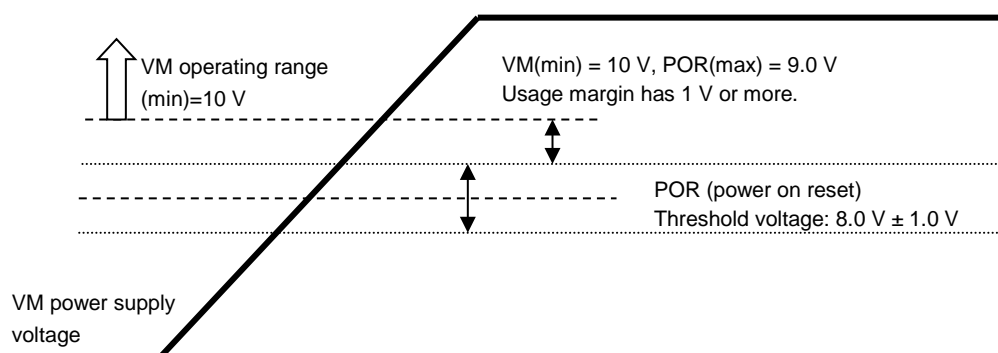 VM operating range
(min)=10 V
VM(min) = 10 V, POR(max) = 9.0 V
Usage margin has 1 V or more.
POR (power on reset)
Threshold voltage: 8.0 V ± 1.0 V
VM power supply
voltage